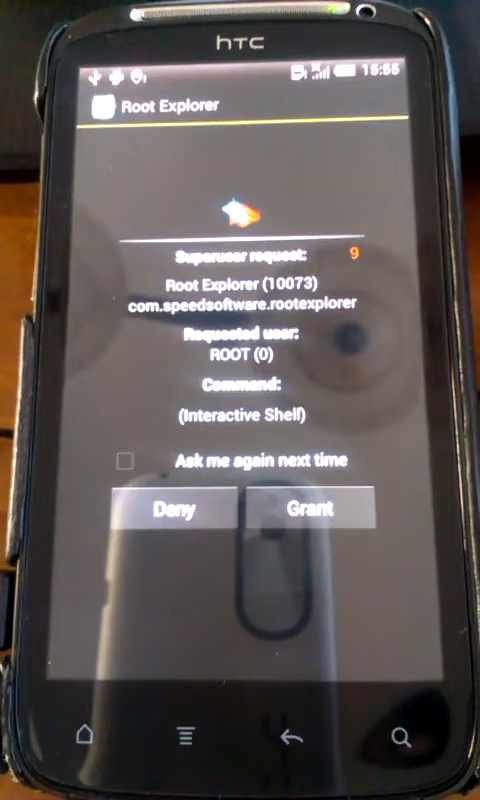 hTC
15:55
Root Explorer
Superuser request: 9
Root Explorer (10073)
com.speedsoftware.rootexplorer
Requested user:
ROOT (0)
Command:
(Interactive Shell)
Ask me again next time
Deny Grant